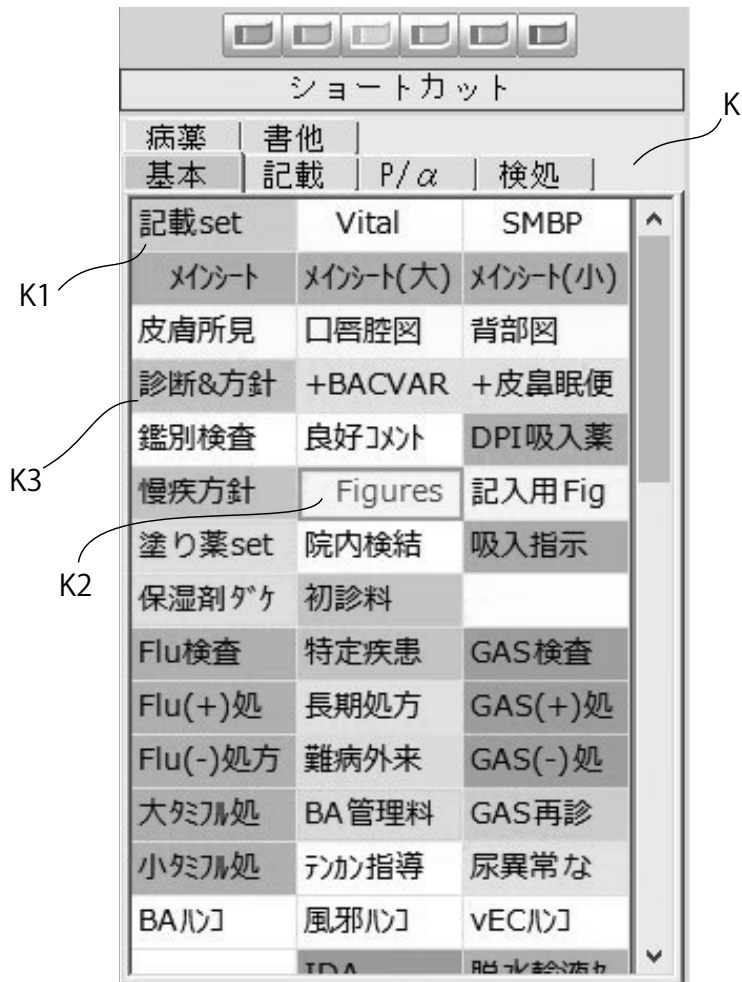 ショートカット
K
病薬 書他
基本 記載 P/α 検処
記載set Vital SMBP
K1
ﾒｲﾝｼｰﾄ ﾒｲﾝｼｰﾄ(大) ﾒｲﾝｼｰﾄ(小)
皮膚所見 口唇腔図 背部図
診断&方針 +BACVAR +皮鼻眠便
鑑別検査 良好ｺﾒﾝﾄ DPI吸入薬
K3
慢疾方針 Figures 記入用Fig
塗り薬set 院内検結 吸入指示
K2
保湿剤ﾀﾞｹ 初診料
Flu検査 特定疾患 GAS検査
Flu(+)処 長期処方 GAS(+)処
Flu(-)処方 難病外来 GAS(-)処
大ﾀﾐﾌﾙ処 BA管理料 GAS再診
小ﾀﾐﾌﾙ処 ﾃﾝｶﾝ指導 尿異常な
BAﾊﾝｺ 風邪ﾊﾝｺ vECﾊﾝｺ
IDA 脱水輸液